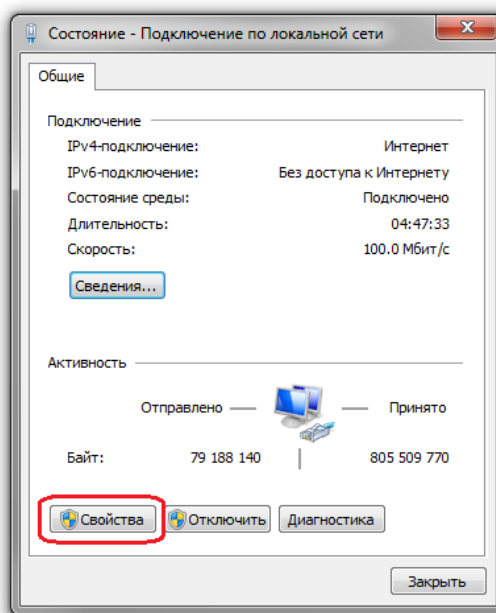 Состояние - Подключение по локальной сети
Общие
Подключение
IPv4-подключение: Интернет
IPv6-подключение: Без доступа к Интернету
Состояние среды: Подключено
Длительность: 04:47:33
Скорость: 100.0 Мбит/с
Сведения...
Активность
Отправлено — — Принято
Байт: 79 188 140 | 805 509 770
Свойства Отключить Диагностика
Закрыть